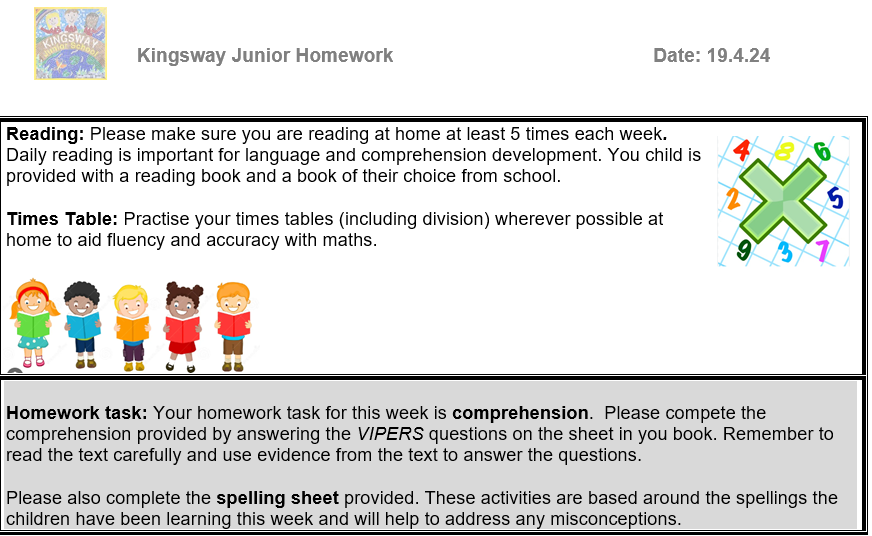 KINGSWAY
JUNIOR SCHOOL
Kingsway Junior Homework Date: 19.4.24
Reading: Please make sure you are reading at home at least 5 times each week.
Daily reading is important for language and comprehension development. You child is
provided with a reading book and a book of their choice from school.
Times Table: Practise your times tables (including division) wherever possible at
home to aid fluency and accuracy with maths.
4 8 6
2 5
9 3 7
Homework task: Your homework task for this week is comprehension. Please compete the
comprehension provided by answering the VIPERS questions on the sheet in you book. Remember to
read the text carefully and use evidence from the text to answer the questions.
Please also complete the spelling sheet provided. These activities are based around the spellings the
children have been learning this week and will help to address any misconceptions.